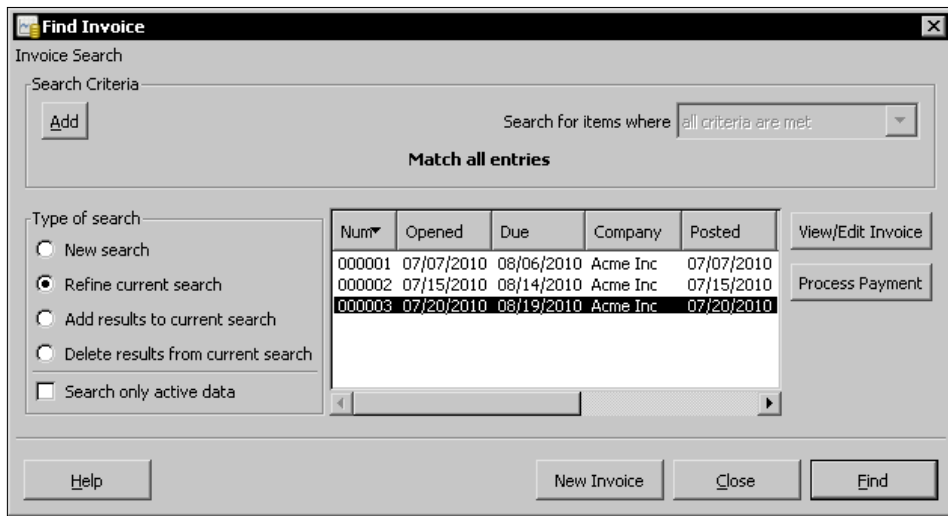 Find Invoice
Invoice Search
Search Criteria
Add
Search for items where all criteria are met
Match all entries
Type of search
New search
Refine current search
Add results to current search
Delete results from current search
Search only active data
Num Opened Due Company Posted
000001 07/07/2010 08/06/2010 Acme Inc 07/07/2010
000002 07/15/2010 08/14/2010 Acme Inc 07/15/2010
000003 07/20/2010 08/19/2010 Acme Inc 07/20/2010
View/Edit Invoice
Process Payment
Help New Invoice Close Find